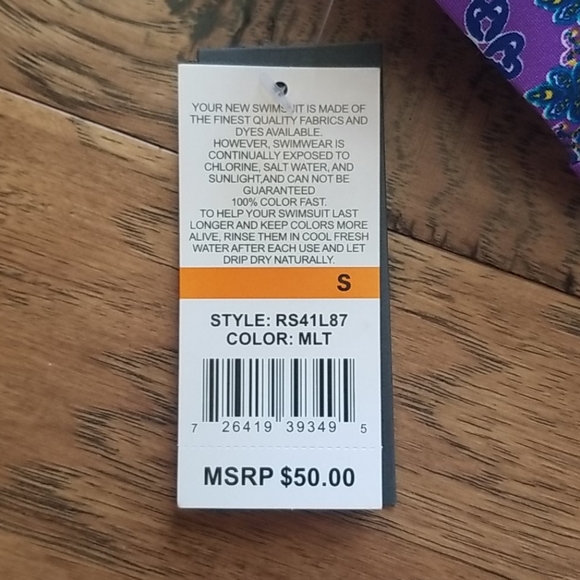 YOUR NEW SWIMSUIT IS MADE OF
THE FINEST QUALITY FABRICS AND
DYES AVAILABLE.
HOWEVER, SWIMWEAR IS
CONTINUALLY EXPOSED TO
CHLORINE, SALT WATER, AND
SUNLIGHT,AND CAN NOT BE
GUARANTEED
100% COLOR FAST.
TO HELP YOUR SWIMSUIT LAST
LONGER AND KEEP COLORS MORE
ALIVE, RINSE THEM IN COOL FRESH
WATER AFTER EACH USE AND LET
DRIP DRY NATURALLY.
S
STYLE: RS41L87
COLOR: MLT
7 26419 39349 5
MSRP $50.00